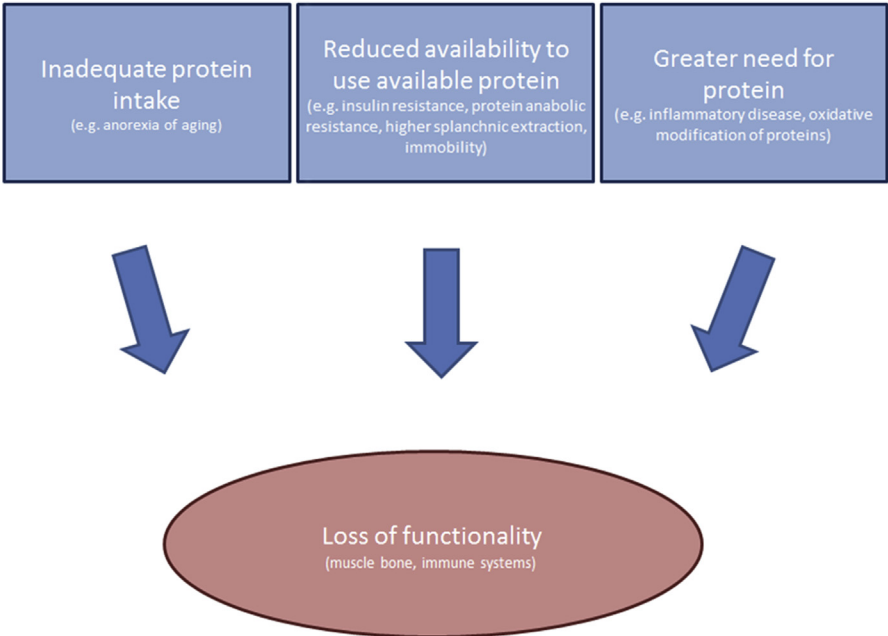 Inadequate protein
intake
(e.g. anorexia of aging)
Reduced availability to
use available protein
(e.g. insulin resistance, protein anabolic
resistance, higher splanchnic extraction,
immobility)
Greater need for
protein
(e.g. inflammatory disease, oxidative
modification of proteins)
Loss of functionality
(muscle bone, immune systems)